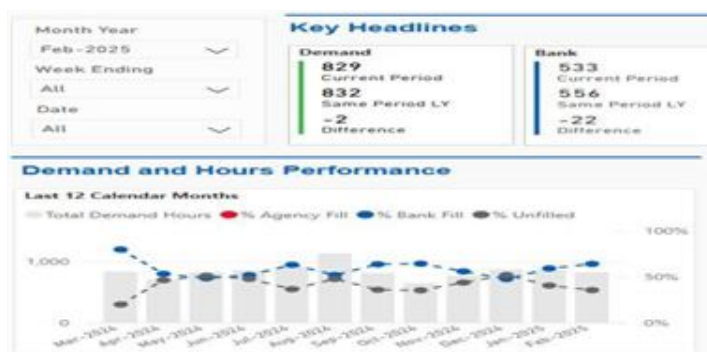 Month Year
Feb-2025
Week Ending
All
Date
All
Key Headlines
Demand
829
Current Period
832
Same Period LY
-2
Difference
Bank
533
Current Period
556
Same Period LY
-22
Difference
Demand and Hours Performance
Last 12 Calendar Months
Total Demand Hours % Agency Fill % Bank Fill % Unfilled
100%
1,000
50%
0
0%
Mar-2024
Apr-2024
May-2024
Jun-2024
Jul-2024
Aug-2024
Sep-2024
Oct-2024
Nov-2024
Dec-2024
Jan-2025
Feb-2025